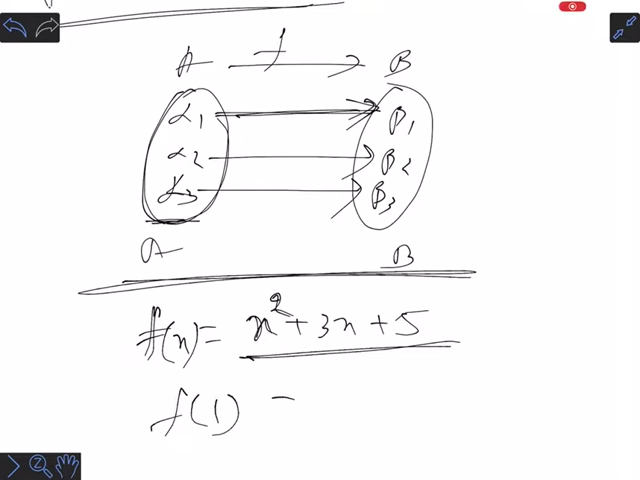 A f B
α1 β1
α2 β2
α3 β3
A B
f(x) = x² + 3x + 5
f(1) =